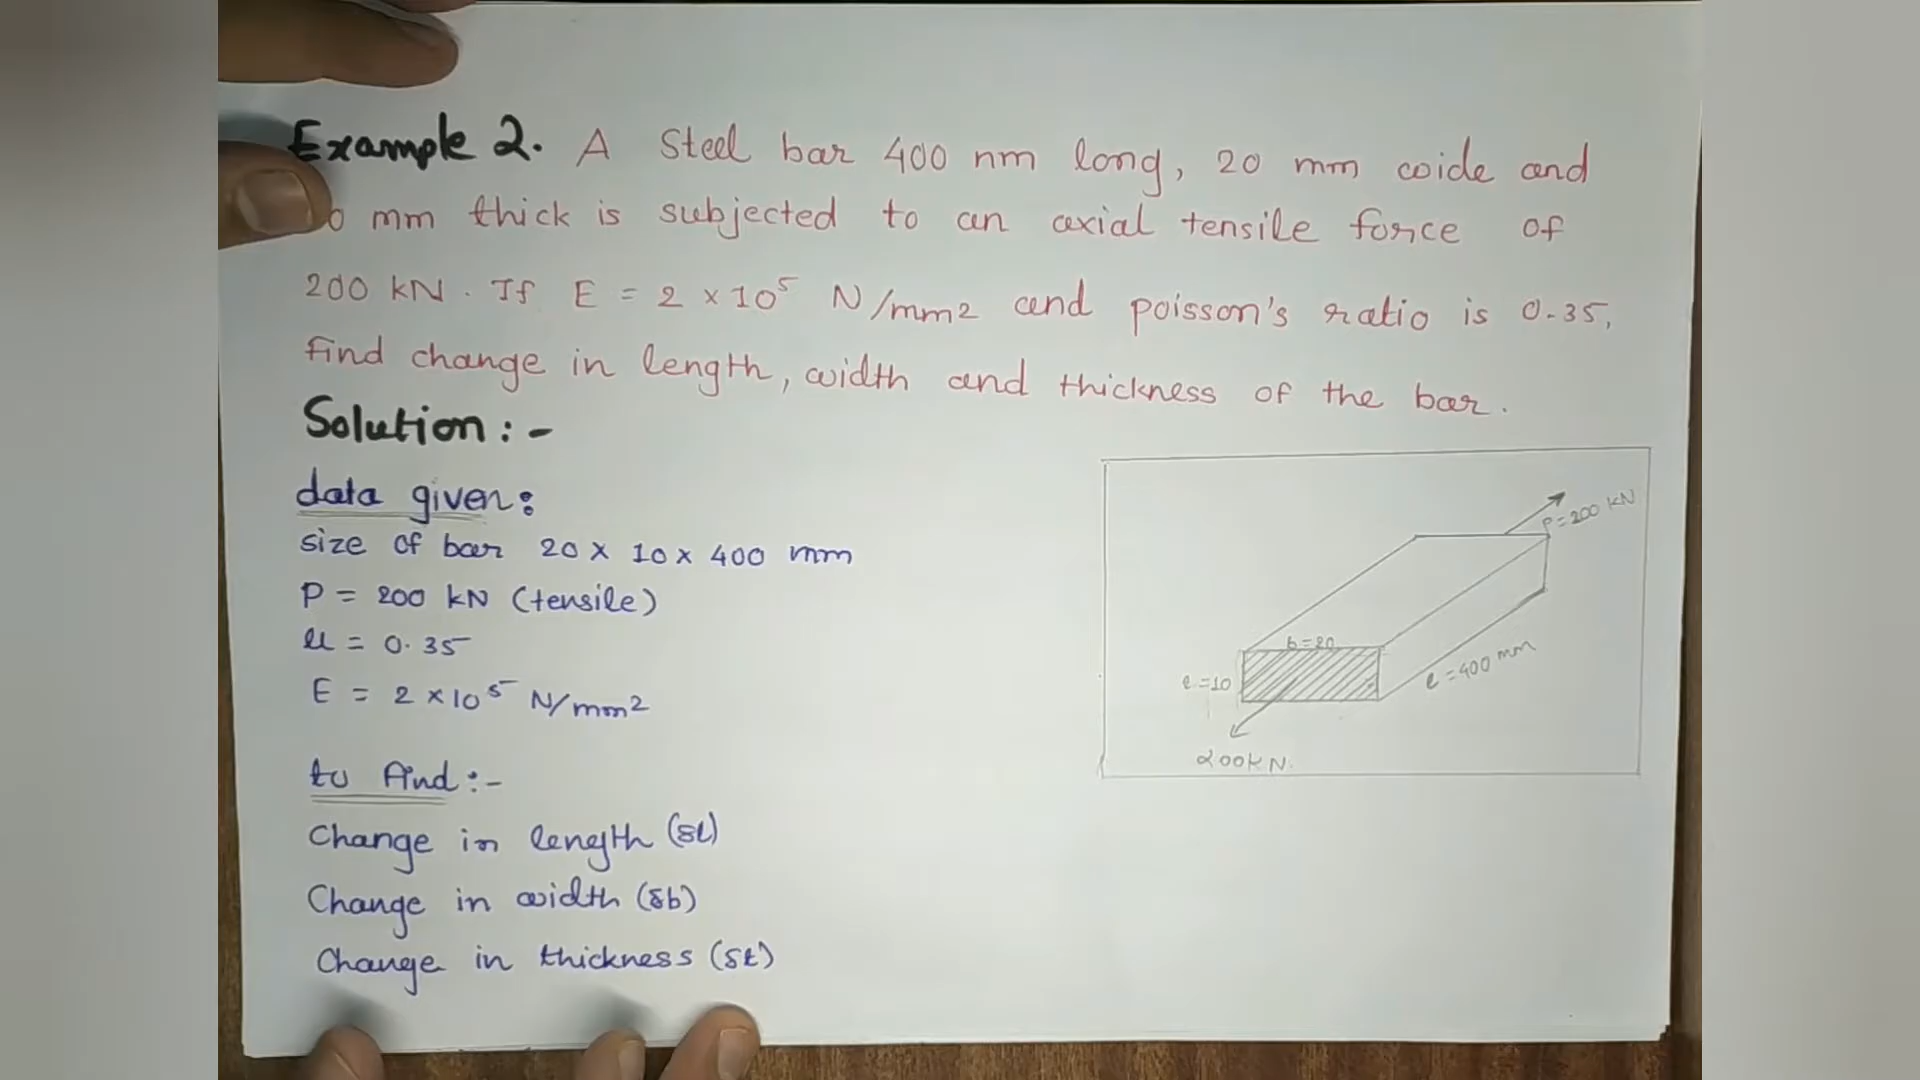 Example 2. A steel bar 400 mm long, 20 mm wide and
0 mm thick is subjected to an axial tensile force of
200 kN. If E = 2 × 10⁵ N/mm2 and poisson's ratio is 0.35,
find change in length, width and thickness of the bar.
Solution :-
data given:
size of bar 20 × 10 × 400 mm
P = 200 kN (tensile)
μ = 0.35
E = 2 × 10⁵ N/mm²
to find :-
Change in length (δl)
Change in width (δb)
Change in thickness (δt)
P = 200 KN
b = 20
t = 10
l = 400 mm
200KN.